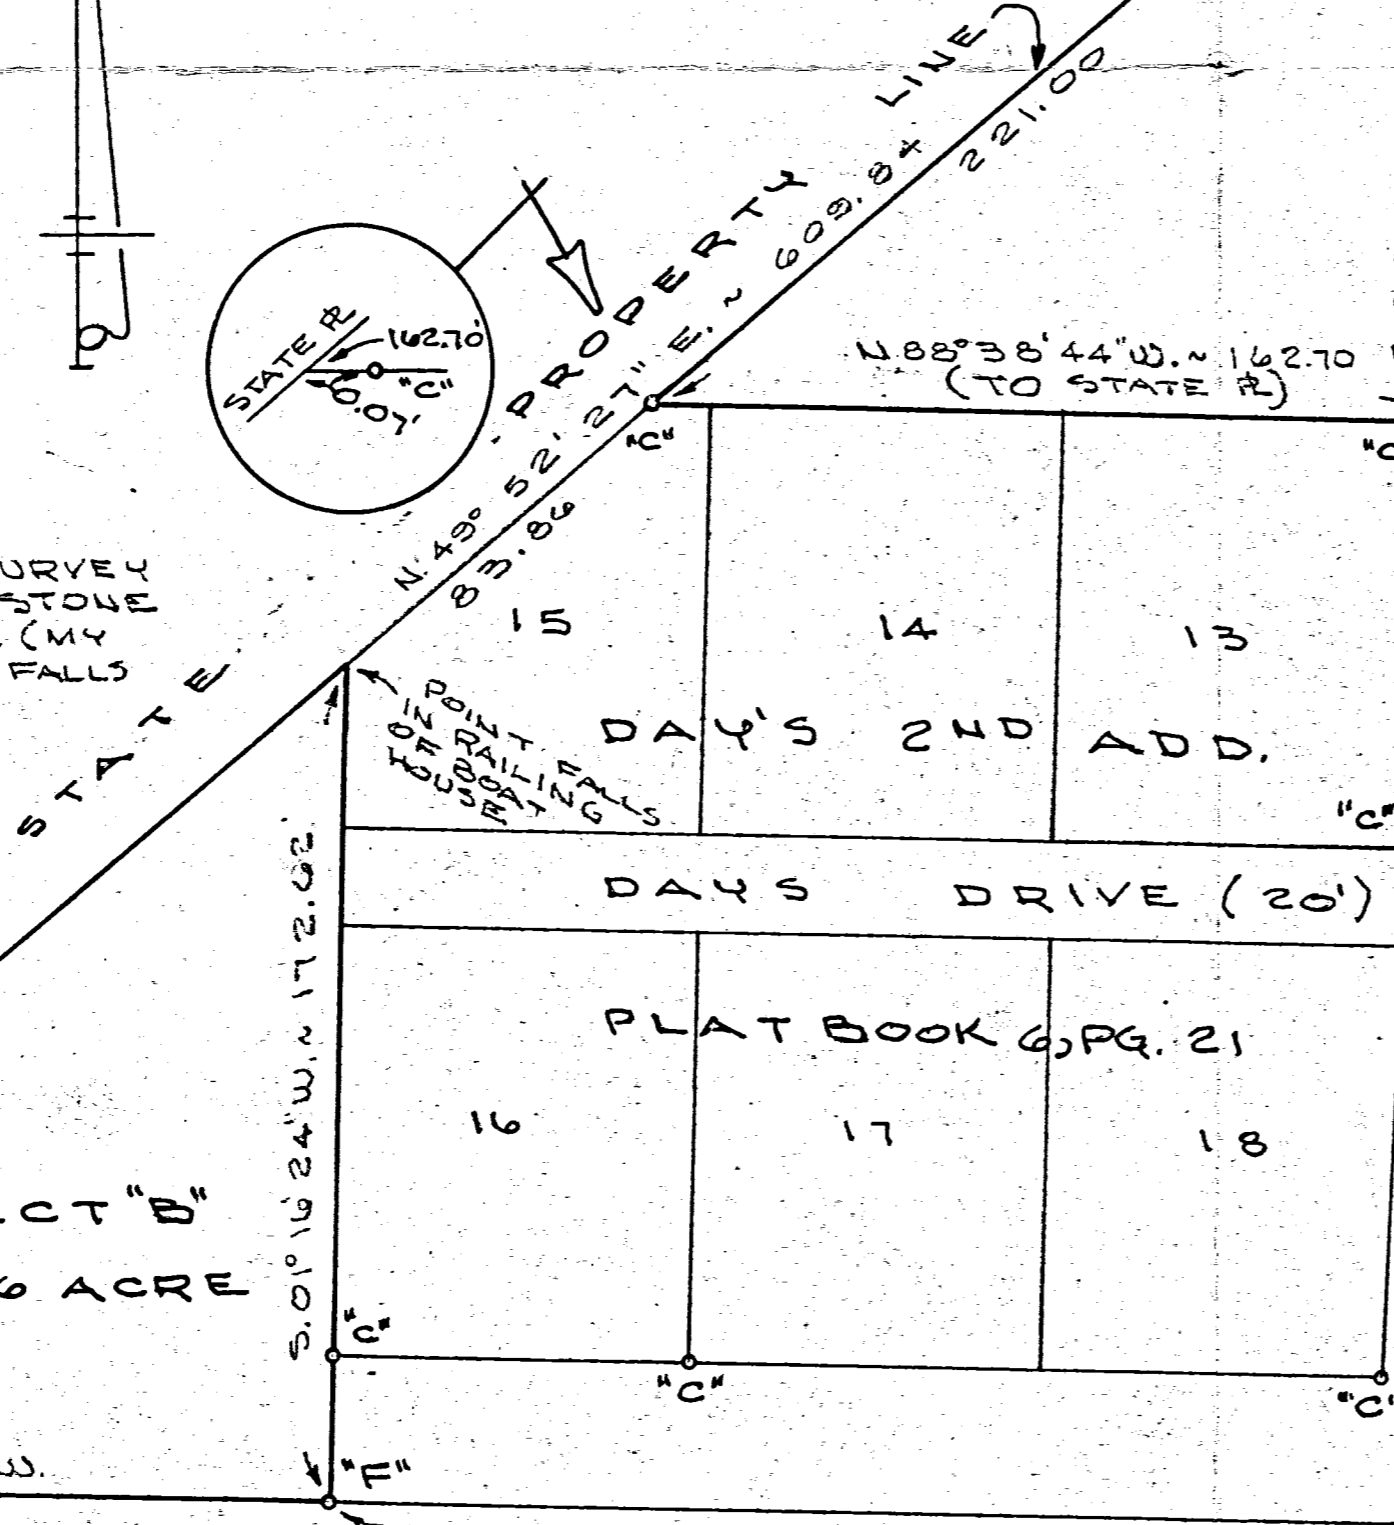 STATE PROPERTY LINE
N. 49° 52' 27" E. ~ 609.84
221.00
83.86
STATE ⅊
162.70'
"C"
0.07'
N. 88° 38' 44" W. ~ 162.70
(TO STATE ⅊)
"C"
"C"
URVEY
STONE
(MY
FALLS
15
14
13
POINT FALLS
IN RAILING
OF BOAT
HOUSE
DAY'S 2ND ADD.
"C"
DAYS DRIVE (20')
S. 01° 16' 24" W. ~ 172.62
PLAT BOOK 6, PG. 21
16
17
18
CT "B"
6 ACRE
"C"
"C"
"C"
W.
"F"